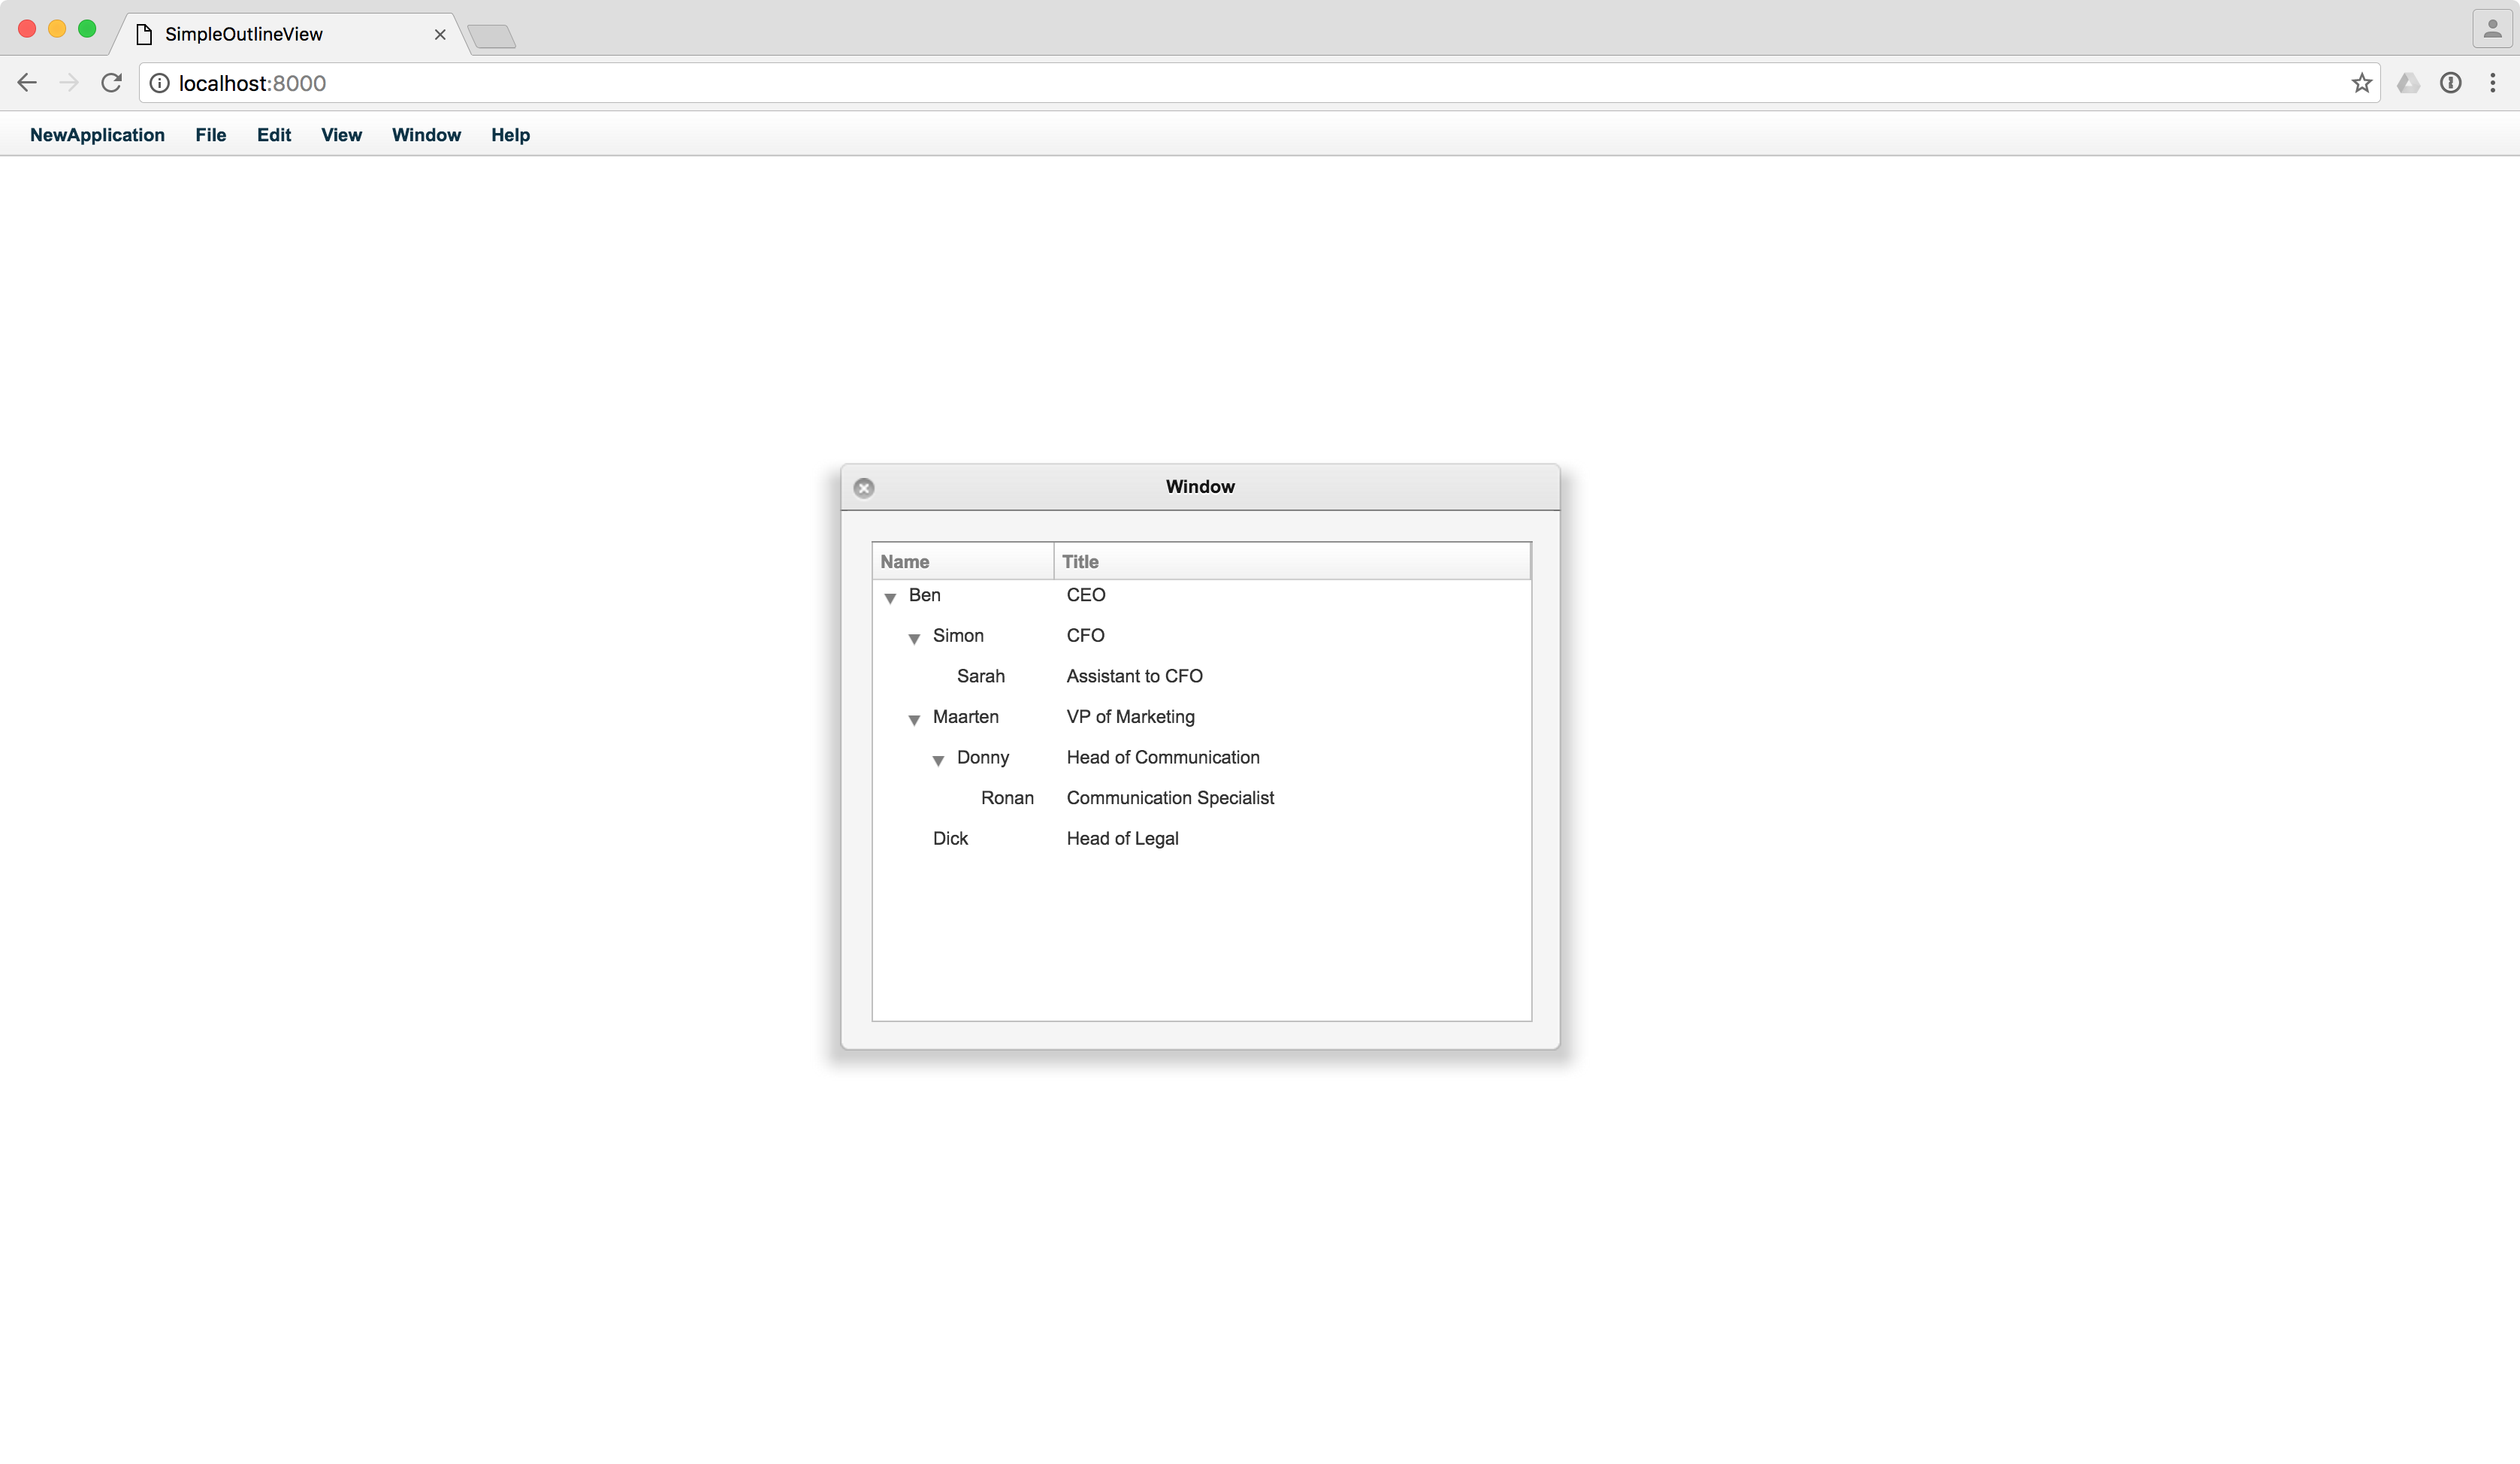 SimpleOutlineView
localhost:8000
NewApplication File Edit View Window Help
Window
Name Title
Ben CEO
Simon CFO
Sarah Assistant to CFO
Maarten VP of Marketing
Donny Head of Communication
Ronan Communication Specialist
Dick Head of Legal